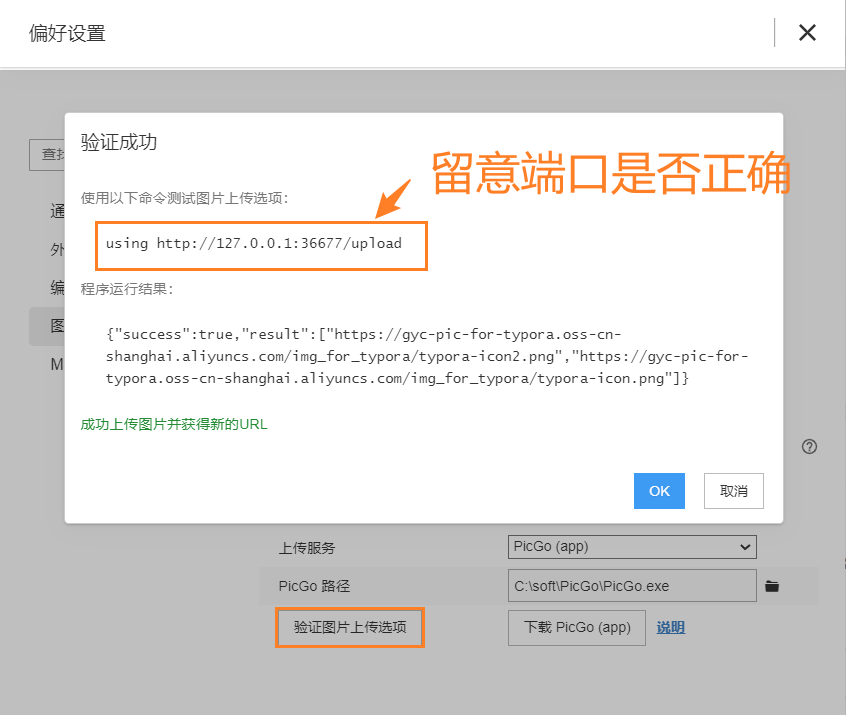 偏好设置
验证成功
留意端口是否正确
查找
使用以下命令测试图片上传选项：
通
using http://127.0.0.1:36677/upload
外
编
程序运行结果：
图
{"success":true,"result":["https://gyc-pic-for-typora.oss-cn-
shanghai.aliyuncs.com/img_for_typora/typora-icon2.png","https://gyc-pic-for-
M
typora.oss-cn-shanghai.aliyuncs.com/img_for_typora/typora-icon.png"]}
成功上传图片并获得新的URL
OK
取消
上传服务
PicGo (app)
PicGo 路径
C:\soft\PicGo\PicGo.exe
验证图片上传选项
下载 PicGo (app)
说明